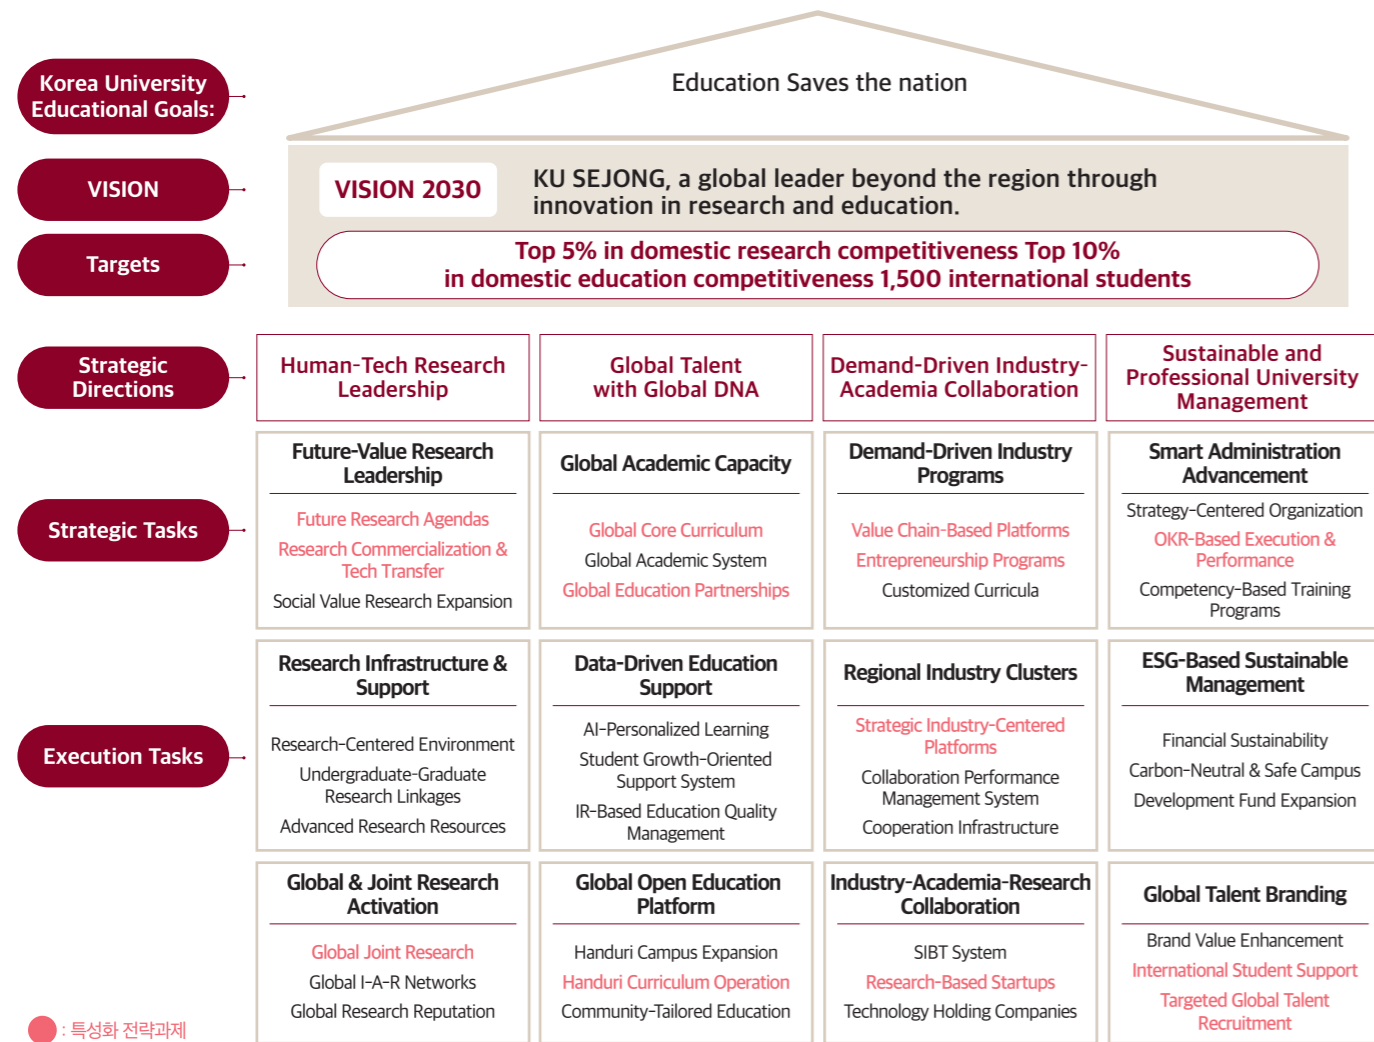 Korea University
Educational Goals:
Education Saves the nation
VISION
VISION 2030
KU SEJONG, a global leader beyond the region through
innovation in research and education.
Targets
Top 5% in domestic research competitiveness Top 10%
in domestic education competitiveness 1,500 international students
Strategic
Directions
Human-Tech Research
Leadership
Global Talent
with Global DNA
Demand-Driven Industry-
Academia Collaboration
Sustainable and
Professional University
Management
Strategic Tasks
Future-Value Research
Leadership
Future Research Agendas
Research Commercialization &
Tech Transfer
Social Value Research Expansion
Global Academic Capacity
Global Core Curriculum
Global Academic System
Global Education Partnerships
Demand-Driven Industry
Programs
Value Chain-Based Platforms
Entrepreneurship Programs
Customized Curricula
Smart Administration
Advancement
Strategy-Centered Organization
OKR-Based Execution &
Performance
Competency-Based Training
Programs
Execution Tasks
Research Infrastructure &
Support
Research-Centered Environment
Undergraduate-Graduate
Research Linkages
Advanced Research Resources
Data-Driven Education
Support
AI-Personalized Learning
Student Growth-Oriented
Support System
IR-Based Education Quality
Management
Regional Industry Clusters
Strategic Industry-Centered
Platforms
Collaboration Performance
Management System
Cooperation Infrastructure
ESG-Based Sustainable
Management
Financial Sustainability
Carbon-Neutral & Safe Campus
Development Fund Expansion
Global & Joint Research
Activation
Global Joint Research
Global I-A-R Networks
Global Research Reputation
Global Open Education
Platform
Handuri Campus Expansion
Handuri Curriculum Operation
Community-Tailored Education
Industry-Academia-Research
Collaboration
SIBT System
Research-Based Startups
Technology Holding Companies
Global Talent Branding
Brand Value Enhancement
International Student Support
Targeted Global Talent
Recruitment
: 특성화 전략과제